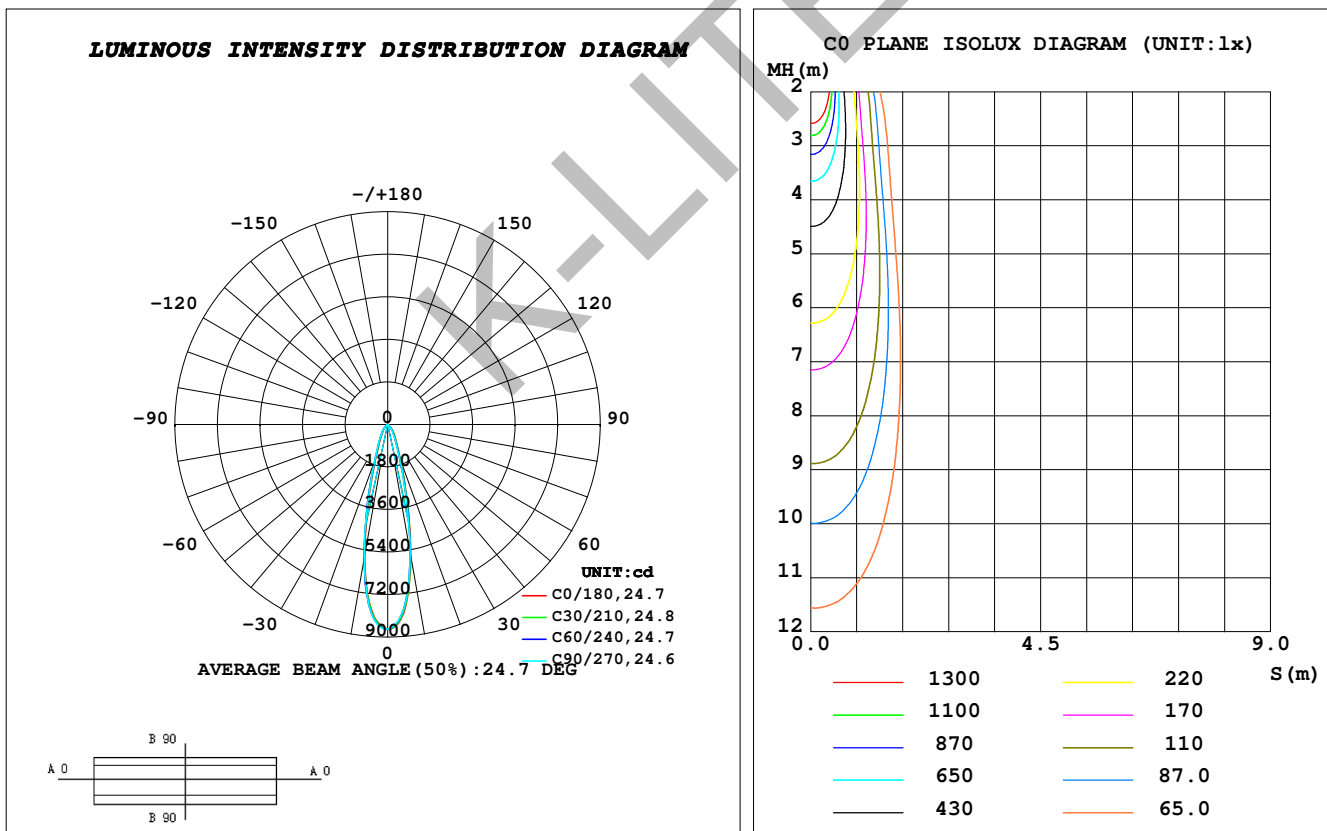 LUMINOUS INTENSITY DISTRIBUTION DIAGRAM
-/+180
-150
150
-120
120
-90
90
-60
60
-30
30
0
0
1800
3600
5400
7200
9000
UNIT:cd
C0/180,24.7
C30/210,24.8
C60/240,24.7
C90/270,24.6
AVERAGE BEAM ANGLE(50%):24.7 DEG
B 90
A 0
A 0
B 90
K-LITE
C0 PLANE ISOLUX DIAGRAM (UNIT:lx)
MH(m)
2
3
4
5
6
7
8
9
10
11
12
0.0
4.5
9.0
S(m)
1300
220
1100
170
870
110
650
87.0
430
65.0